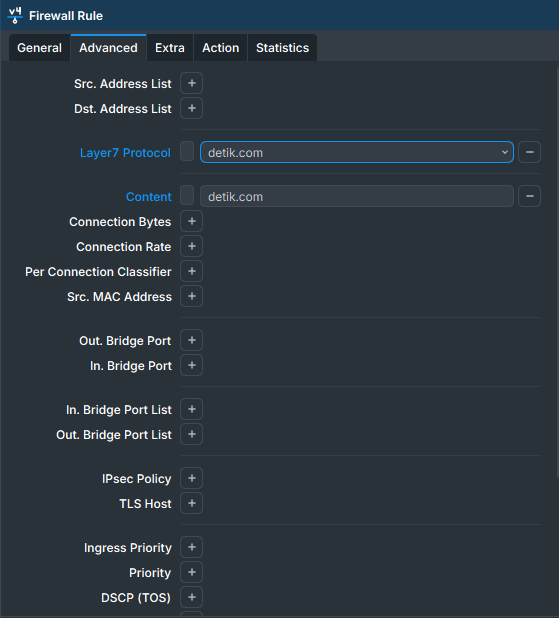 v4 Firewall Rule
General Advanced Extra Action Statistics
Src. Address List +
Dst. Address List +
Layer7 Protocol detik.com −
Content detik.com −
Connection Bytes +
Connection Rate +
Per Connection Classifier +
Src. MAC Address +
Out. Bridge Port +
In. Bridge Port +
In. Bridge Port List +
Out. Bridge Port List +
IPsec Policy +
TLS Host +
Ingress Priority +
Priority +
DSCP (TOS) +